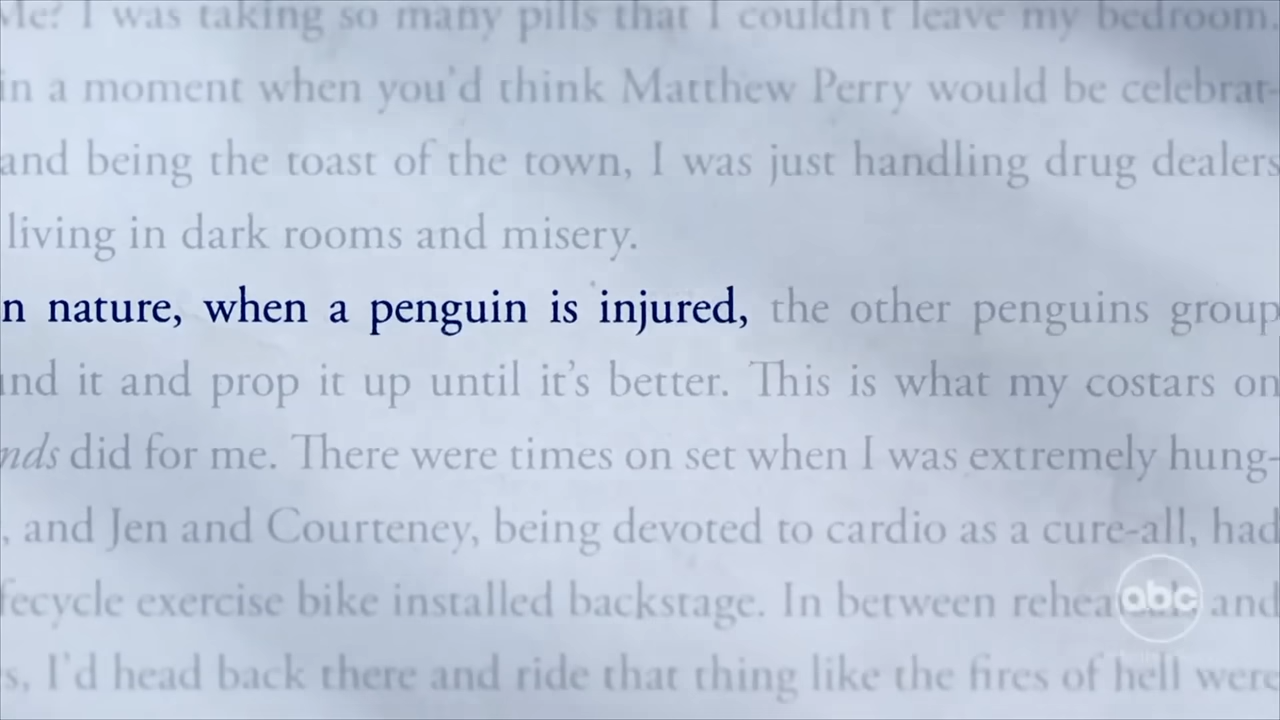 Me? I was taking so many pills that I couldn't leave my bedroom.
in a moment when you'd think Matthew Perry would be celebrat-
and being the toast of the town, I was just handling drug dealers
living in dark rooms and misery.
n nature, when a penguin is injured, the other penguins group
und it and prop it up until it's better. This is what my costars on
nds did for me. There were times on set when I was extremely hung-
, and Jen and Courteney, being devoted to cardio as a cure-all, had
fecycle exercise bike installed backstage. In between rehea and
abc
s, I'd head back there and ride that thing like the fires of hell were